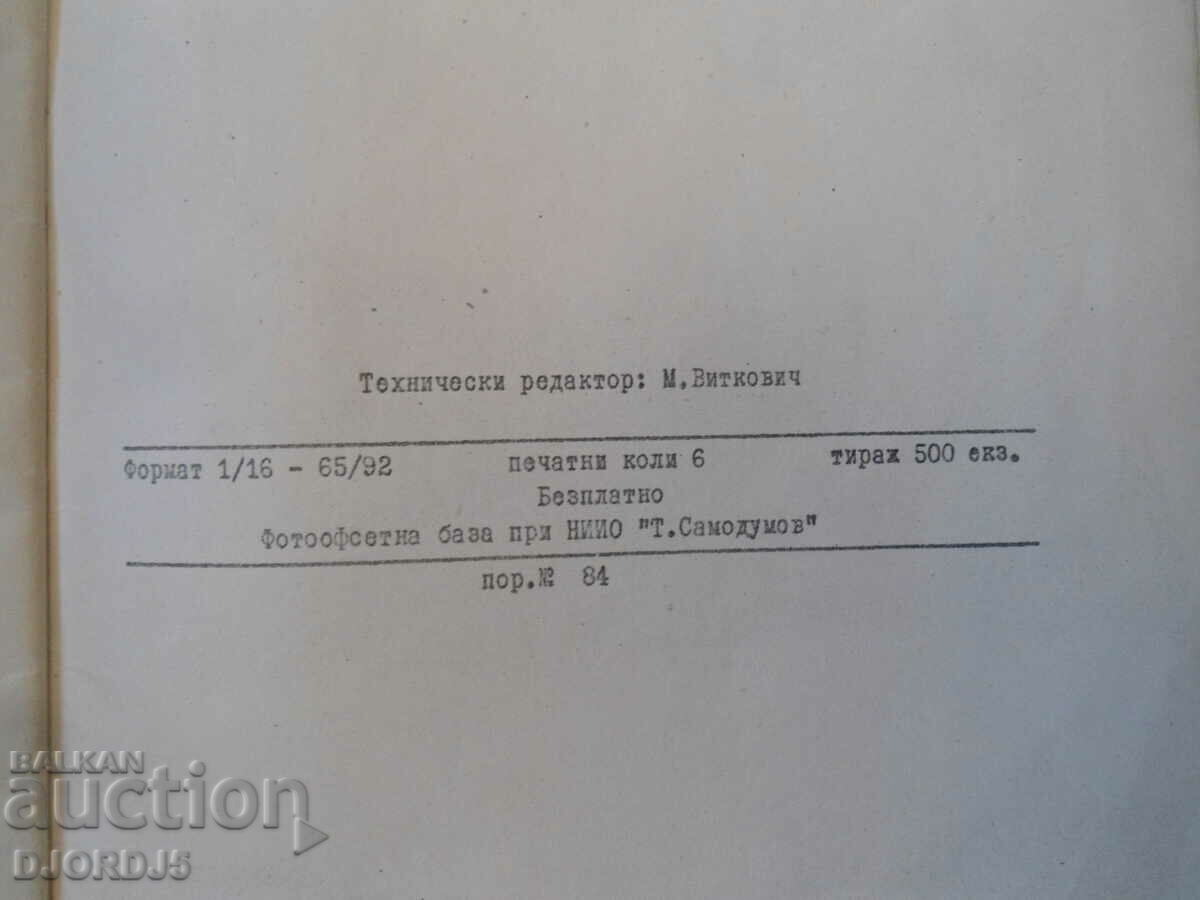 Технически редактор: М.Виткович
Формат 1/16 - 65/92 печатни коли 6 тираж 500 екз.
Безплатно
Фотоофсетна база при НИИО "Т.Самодумов"
пор.№ 84
BALKAN
auction
DJORDJ5